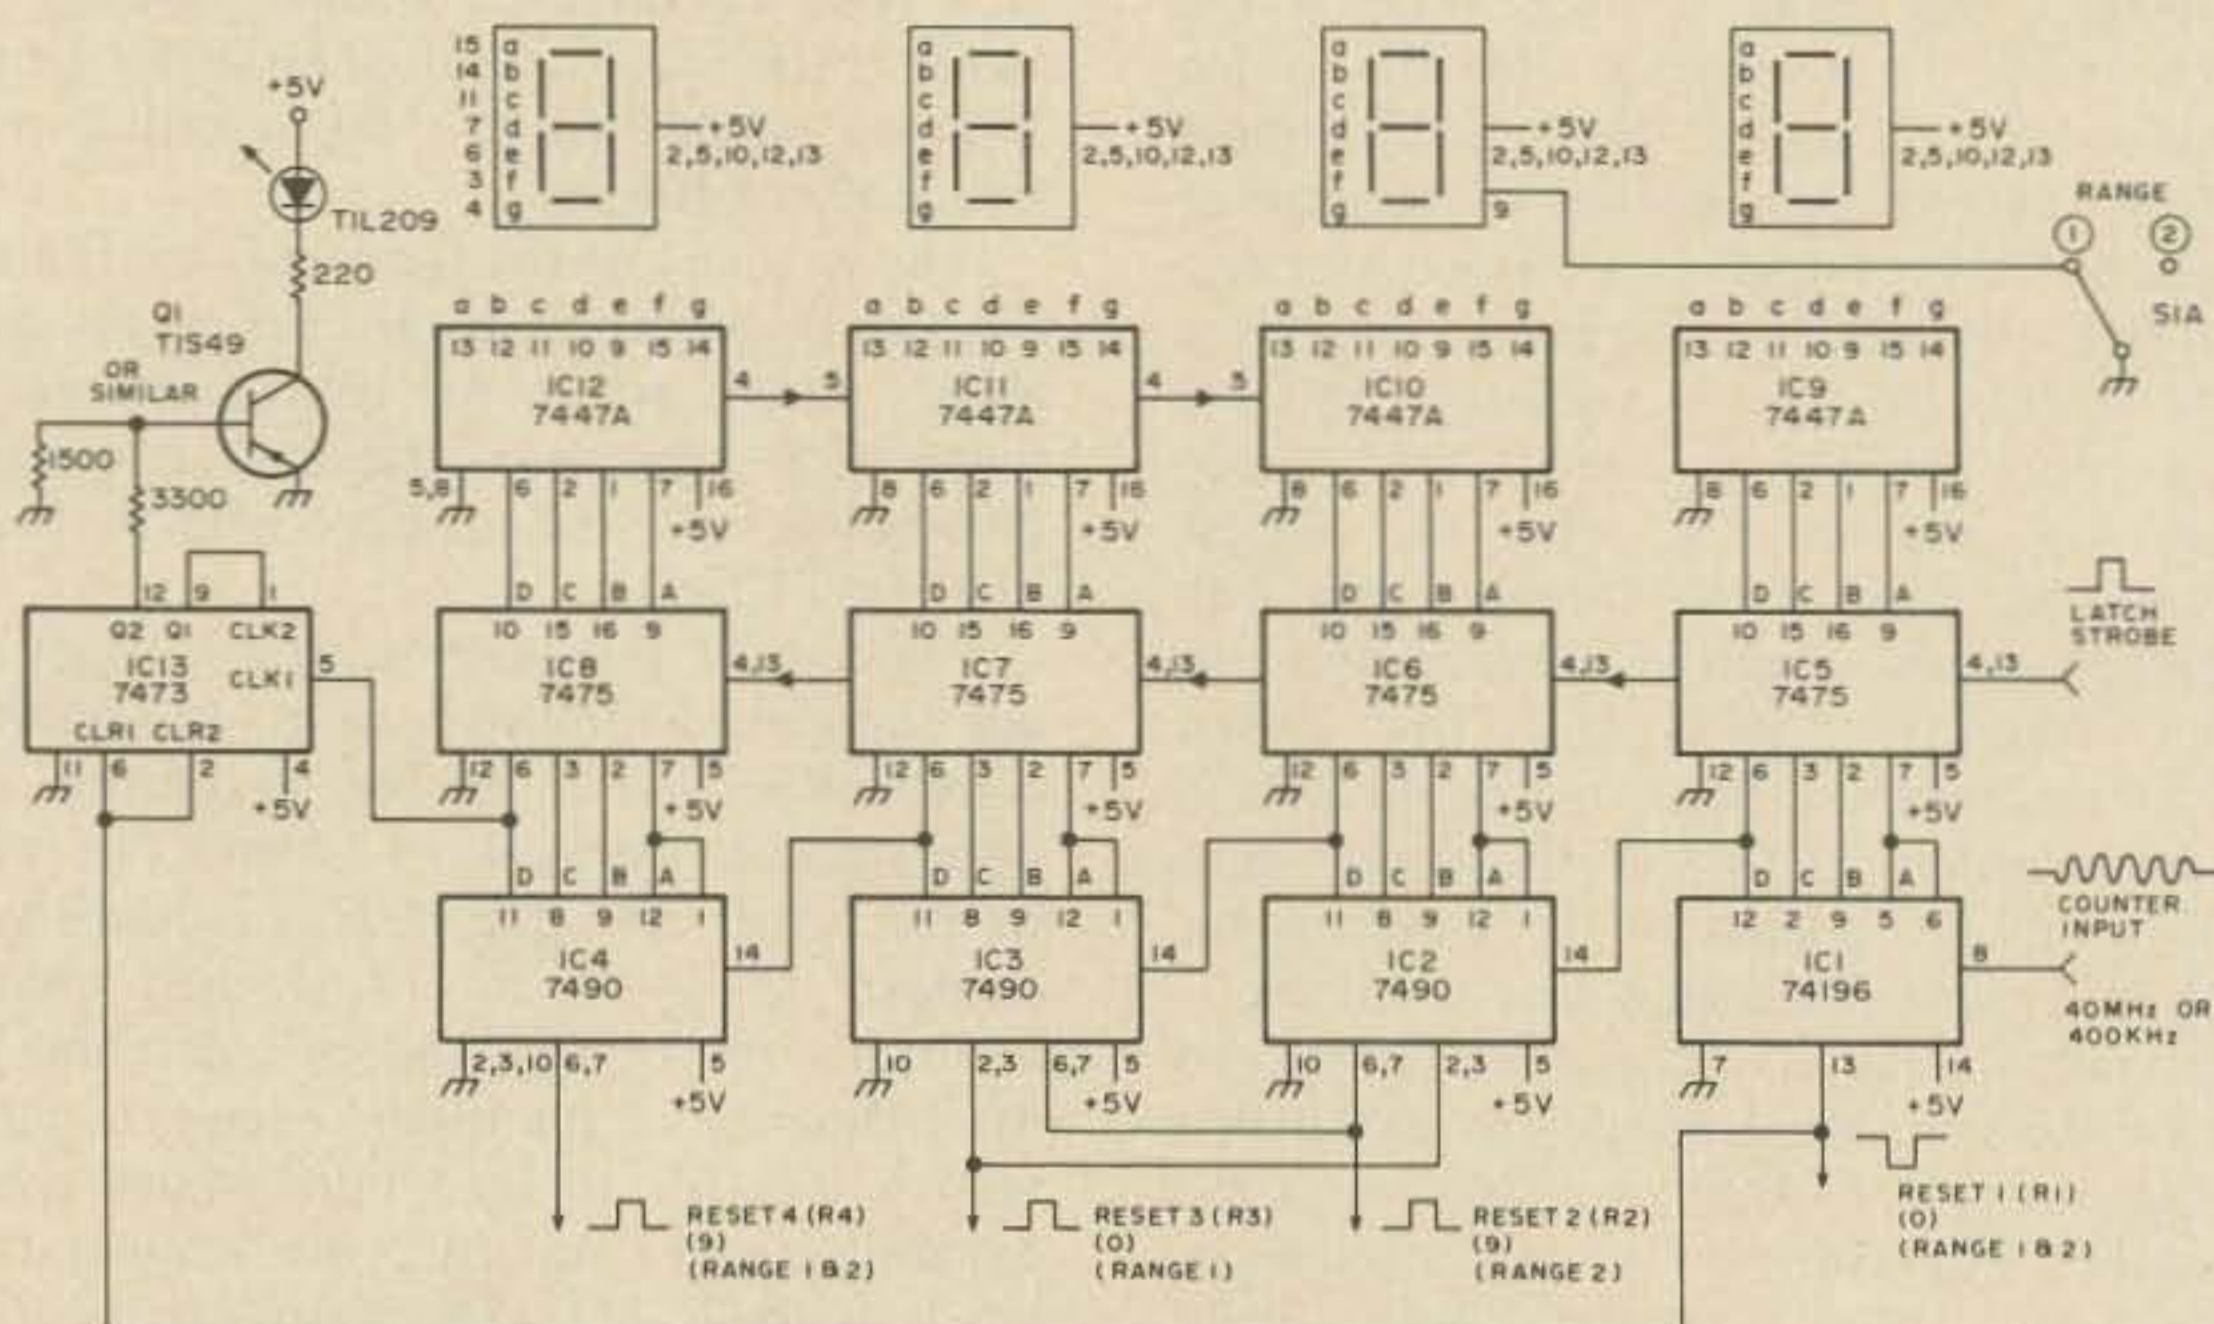 15 a
14 b
11 c
7 d
6 e
3 f
4 g
+5V
2,5,10,12,13
a
b
c
d
e
f
g
+5V
2,5,10,12,13
a
b
c
d
e
f
g
+5V
2,5,10,12,13
9
a
b
c
d
e
f
g
+5V
2,5,10,12,13
RANGE
1 2
S1A
+5V
TIL209
220
Q1
TIS49
OR
SIMILAR
1500
3300
a b c d e f g
13 12 11 10 9 15 14
IC12
7447A
4
5,8 6 2 1 7 16
+5V
a b c d e f g
13 12 11 10 9 15 14
5
IC11
7447A
4
8 6 2 1 7 16
+5V
a b c d e f g
13 12 11 10 9 15 14
5
IC10
7447A
8 6 2 1 7 16
+5V
a b c d e f g
13 12 11 10 9 15 14
IC9
7447A
8 6 2 1 7 16
+5V
12 9 1
Q2 Q1 CLK2
IC13
7473
CLK1
5
CLR1 CLR2
11 6 2 4
+5V
D C B A
10 15 16 9
IC8
7475
4,13
12 6 3 2 7 5
+5V
D C B A
10 15 16 9
IC7
7475
4,13
12 6 3 2 7 5
+5V
D C B A
10 15 16 9
IC6
7475
4,13
12 6 3 2 7 5
+5V
D C B A
10 15 16 9
IC5
7475
4,13
12 6 3 2 7 5
+5V
LATCH
STROBE
D C B A
11 8 9 12 1
IC4
7490
14
2,3,10 6,7 5
+5V
D C B A
11 8 9 12 1
IC3
7490
14
10 2,3 6,7 5
+5V
D C B A
11 8 9 12 1
IC2
7490
14
10 6,7 2,3 5
+5V
D C B A
12 2 9 5 6
IC1
74196
8
7 13 14
+5V
COUNTER
INPUT
40MHz OR
400KHz
RESET 4 (R4)
(9)
(RANGE 1 & 2)
RESET 3 (R3)
(0)
(RANGE 1)
RESET 2 (R2)
(9)
(RANGE 2)
RESET 1 (R1)
(0)
(RANGE 1 & 2)